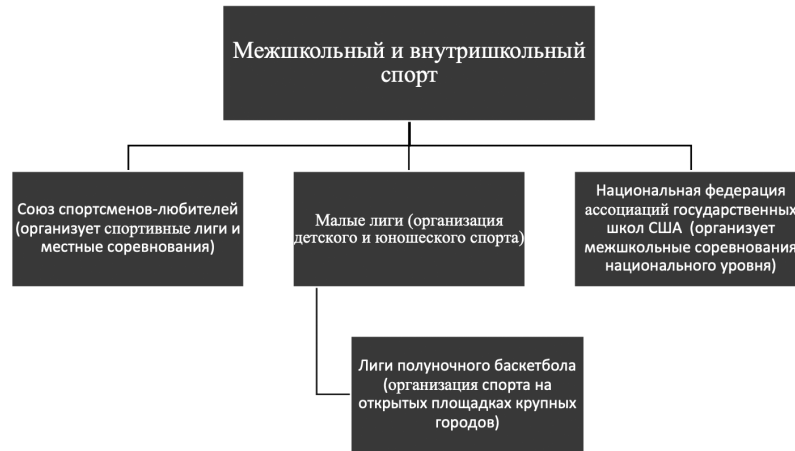 Межшкольный и внутришкольный
спорт
Союз спортсменов-любителей
(организует спортивные лиги и
местные соревнования)
Малые лиги (организация
детского и юношеского спорта)
Национальная федерация
ассоциаций государственных
школ США (организует
межшкольные соревнования
национального уровня)
Лиги полуночного баскетбола
(организация спорта на
открытых площадках крупных
городов)